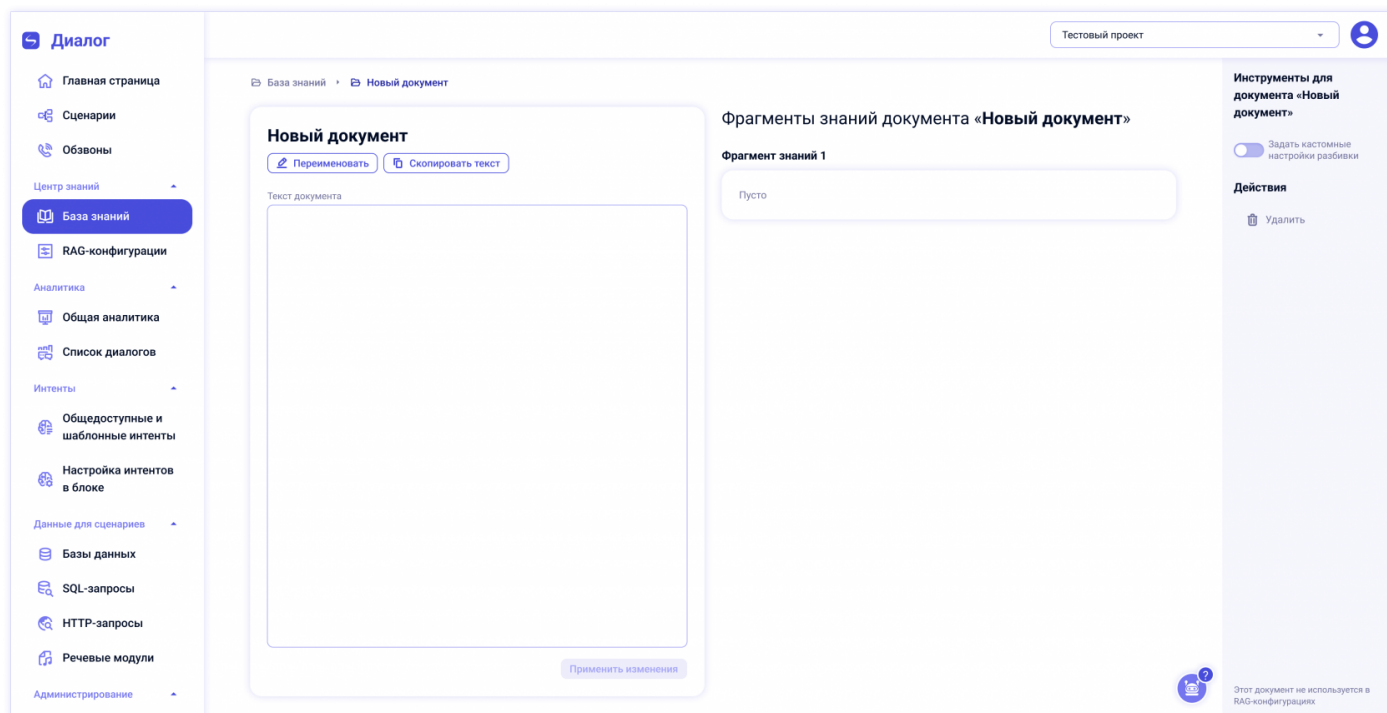 Диалог
Тестовый проект
Главная страница
Сценарии
Обзвоны
Центр знаний
База знаний
RAG-конфигурации
Аналитика
Общая аналитика
Список диалогов
Интенты
Общедоступные и
шаблонные интенты
Настройка интентов
в блоке
Данные для сценариев
Базы данных
SQL-запросы
HTTP-запросы
Речевые модули
Администрирование
База знаний
Новый документ
Новый документ
Переименовать
Скопировать текст
Текст документа
Применить изменения
Фрагменты знаний документа «Новый документ»
Фрагмент знаний 1
Пусто
?
Инструменты для
документа «Новый
документ»
Задать кастомные
настройки разбивки
Действия
Удалить
Этот документ не используется в
RAG-конфигурациях